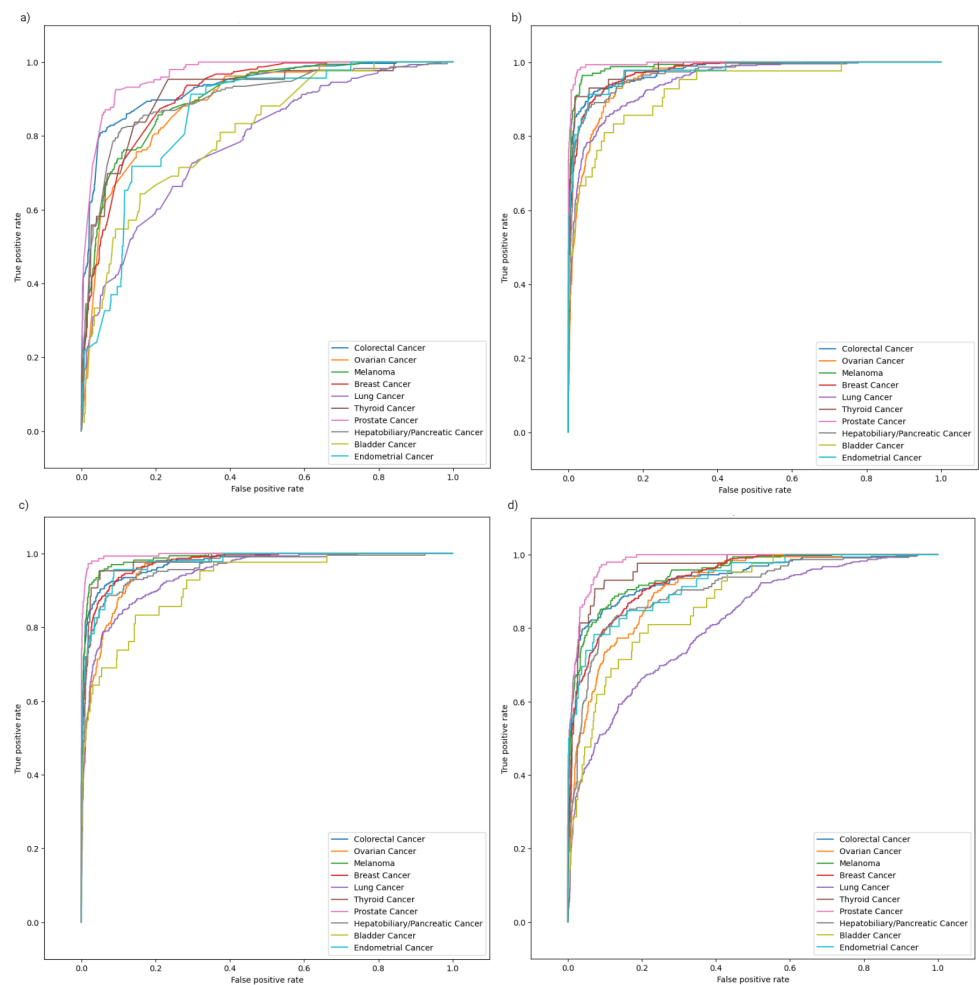 a)
1.0
0.8
0.6
0.4
0.2
0.0
True positive rate
0.0 0.2 0.4 0.6 0.8 1.0
False positive rate
Colorectal Cancer
Ovarian Cancer
Melanoma
Breast Cancer
Lung Cancer
Thyroid Cancer
Prostate Cancer
Hepatobiliary/Pancreatic Cancer
Bladder Cancer
Endometrial Cancer
b)
1.0
0.8
0.6
0.4
0.2
0.0
True positive rate
0.0 0.2 0.4 0.6 0.8 1.0
False positive rate
Colorectal Cancer
Ovarian Cancer
Melanoma
Breast Cancer
Lung Cancer
Thyroid Cancer
Prostate Cancer
Hepatobiliary/Pancreatic Cancer
Bladder Cancer
Endometrial Cancer
c)
1.0
0.8
0.6
0.4
0.2
0.0
True positive rate
0.0 0.2 0.4 0.6 0.8 1.0
False positive rate
Colorectal Cancer
Ovarian Cancer
Melanoma
Breast Cancer
Lung Cancer
Thyroid Cancer
Prostate Cancer
Hepatobiliary/Pancreatic Cancer
Bladder Cancer
Endometrial Cancer
d)
1.0
0.8
0.6
0.4
0.2
0.0
True positive rate
0.0 0.2 0.4 0.6 0.8 1.0
False positive rate
Colorectal Cancer
Ovarian Cancer
Melanoma
Breast Cancer
Lung Cancer
Thyroid Cancer
Prostate Cancer
Hepatobiliary/Pancreatic Cancer
Bladder Cancer
Endometrial Cancer